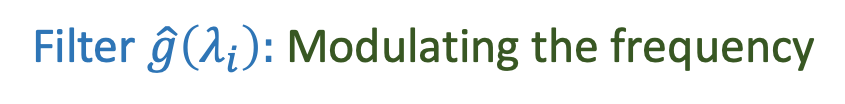 Filter ĝ(λᵢ): Modulating the frequency